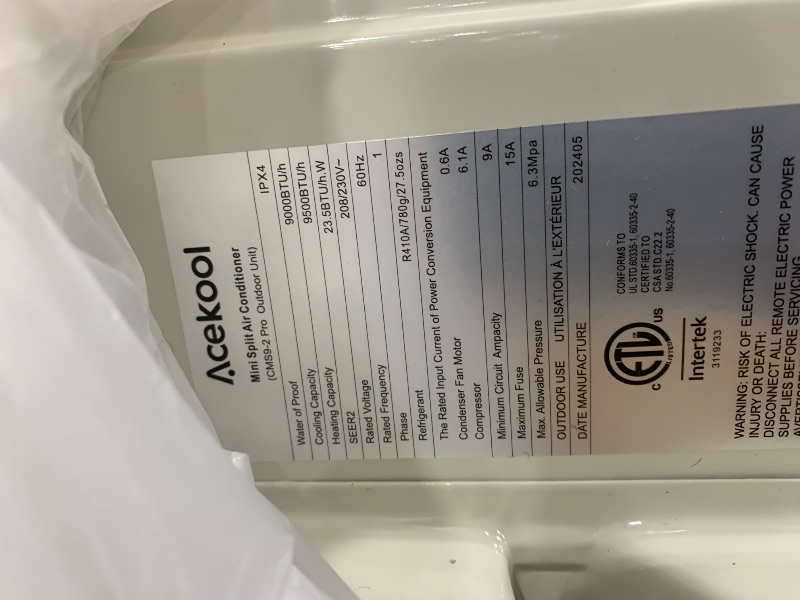 Acekool
Mini Split Air Conditioner
(CMS9-2 Pro Outdoor Unit)
Water of Proof IPX4
Cooling Capacity 9000BTU/h
Heating Capacity 9500BTU/h
SEER2 23.5BTU/h.W
Rated Voltage 208/230V~
Rated Frequency 60Hz
Phase 1
Refrigerant R410A/780g/27.5ozs
The Rated Input Current of Power Conversion Equipment
Condenser Fan Motor 0.6A
Compressor 6.1A
Minimum Circuit Ampacity 9A
Maximum Fuse 15A
Max. Allowable Pressure 6.3Mpa
OUTDOOR USE UTILISATION À L'EXTÉRIEUR
DATE MANUFACTURE 202405
ETL
LISTED
C US
Intertek
3119233
CONFORMS TO
UL STD.60335-1, 60335-2-40
CERTIFIED TO
CSA STD.C22.2
No.60335-1, 60335-2-40
WARNING: RISK OF ELECTRIC SHOCK. CAN CAUSE
INJURY OR DEATH:
DISCONNECT ALL REMOTE ELECTRIC POWER
SUPPLIES BEFORE SERVICING